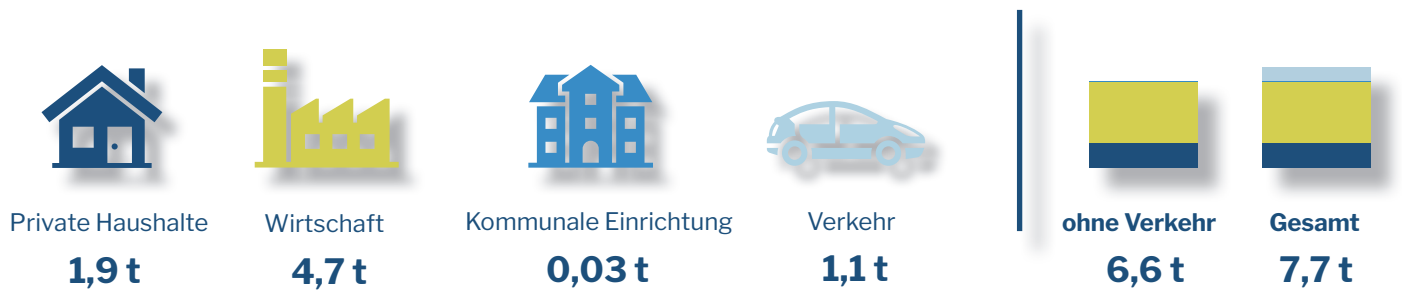 Private Haushalte
1,9 t
Wirtschaft
4,7 t
Kommunale Einrichtung
0,03 t
Verkehr
1,1 t
ohne Verkehr
6,6 t
Gesamt
7,7 t